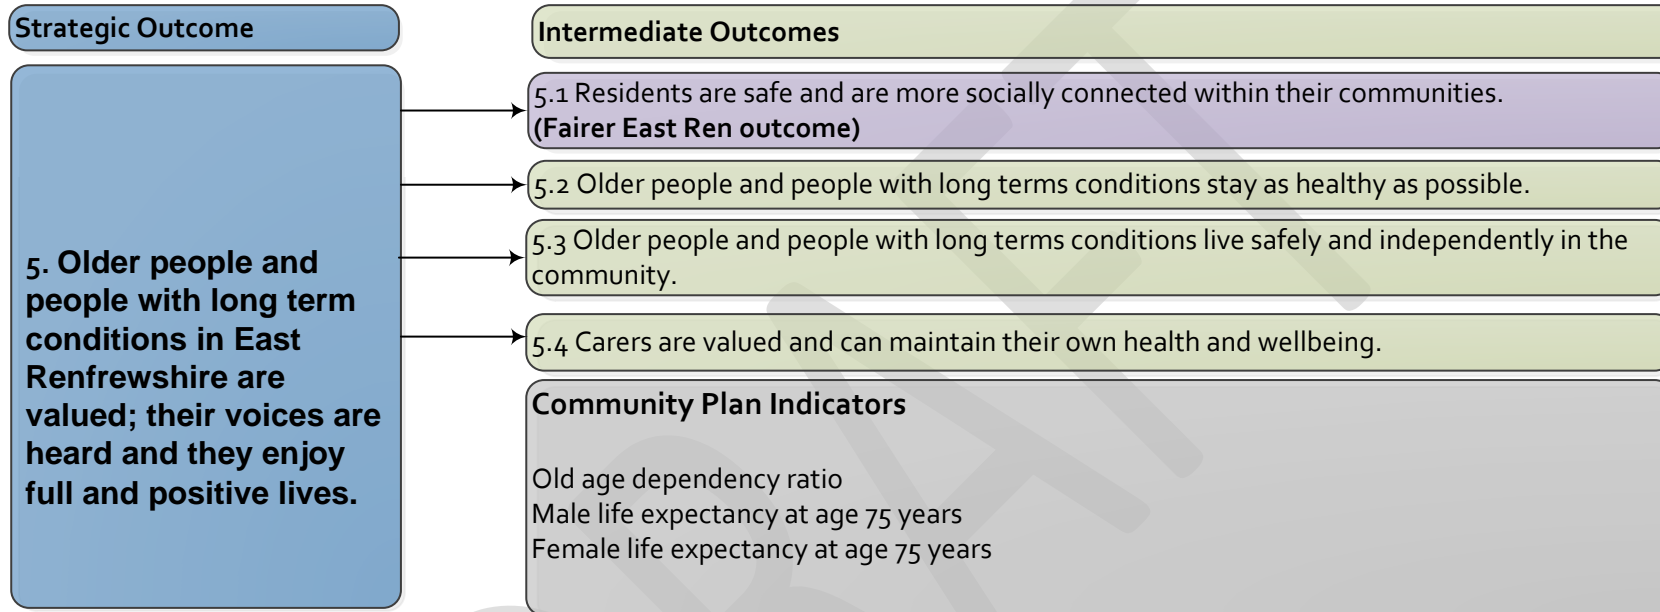 Strategic Outcome
Intermediate Outcomes
5. Older people and
people with long term
conditions in East
Renfrewshire are
valued; their voices are
heard and they enjoy
full and positive lives.
5.1 Residents are safe and are more socially connected within their communities.
(Fairer East Ren outcome)
5.2 Older people and people with long terms conditions stay as healthy as possible.
5.3 Older people and people with long terms conditions live safely and independently in the
community.
5.4 Carers are valued and can maintain their own health and wellbeing.
Community Plan Indicators
Old age dependency ratio
Male life expectancy at age 75 years
Female life expectancy at age 75 years
DRAFT